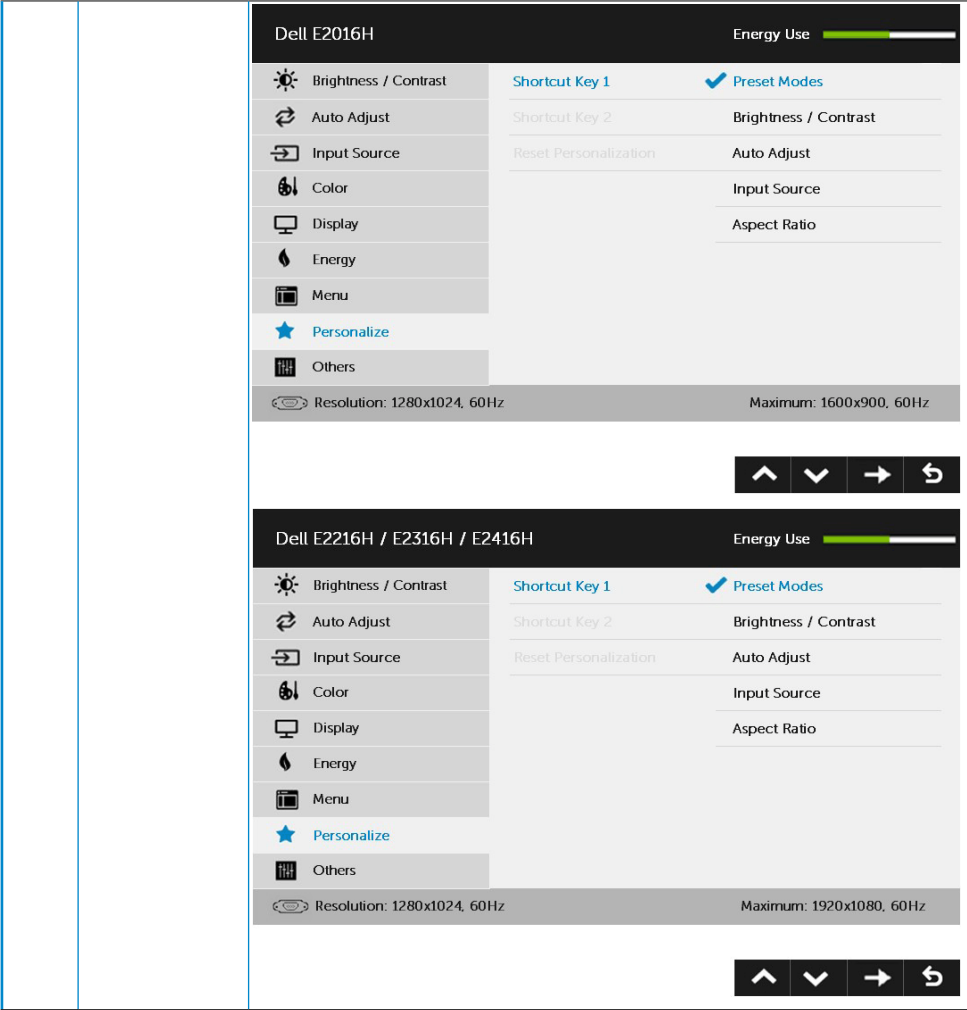 Dell E2016H Energy Use
Brightness / Contrast Shortcut Key 1 Preset Modes
Auto Adjust Shortcut Key 2 Brightness / Contrast
Input Source Reset Personalization Auto Adjust
Color Input Source
Display Aspect Ratio
Energy
Menu
Personalize
Others
Resolution: 1280x1024, 60Hz Maximum: 1600x900, 60Hz
Dell E2216H / E2316H / E2416H Energy Use
Brightness / Contrast Shortcut Key 1 Preset Modes
Auto Adjust Shortcut Key 2 Brightness / Contrast
Input Source Reset Personalization Auto Adjust
Color Input Source
Display Aspect Ratio
Energy
Menu
Personalize
Others
Resolution: 1280x1024, 60Hz Maximum: 1920x1080, 60Hz